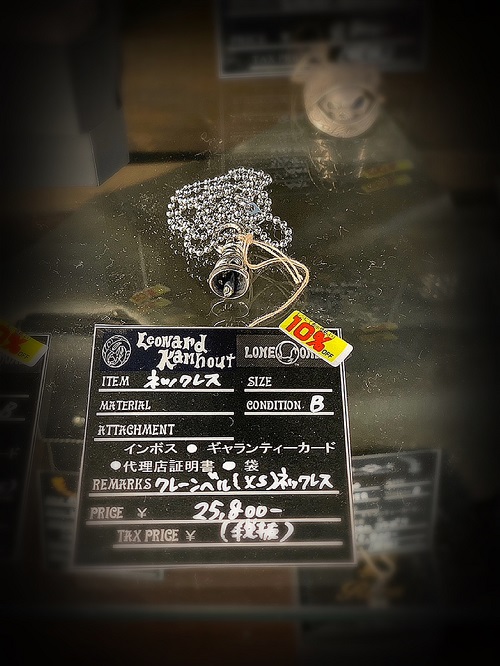 Leonard Kamhout LONE ONES
10% OFF
ITEM ネックレス SIZE
MATERIAL CONDITION B
ATTACHMENT
インボス ● ギャランティーカード
●代理店証明書 ● 袋
REMARKS クレーンベル(XS)ネックレス
PRICE ¥ 25,800-
TAX PRICE ¥